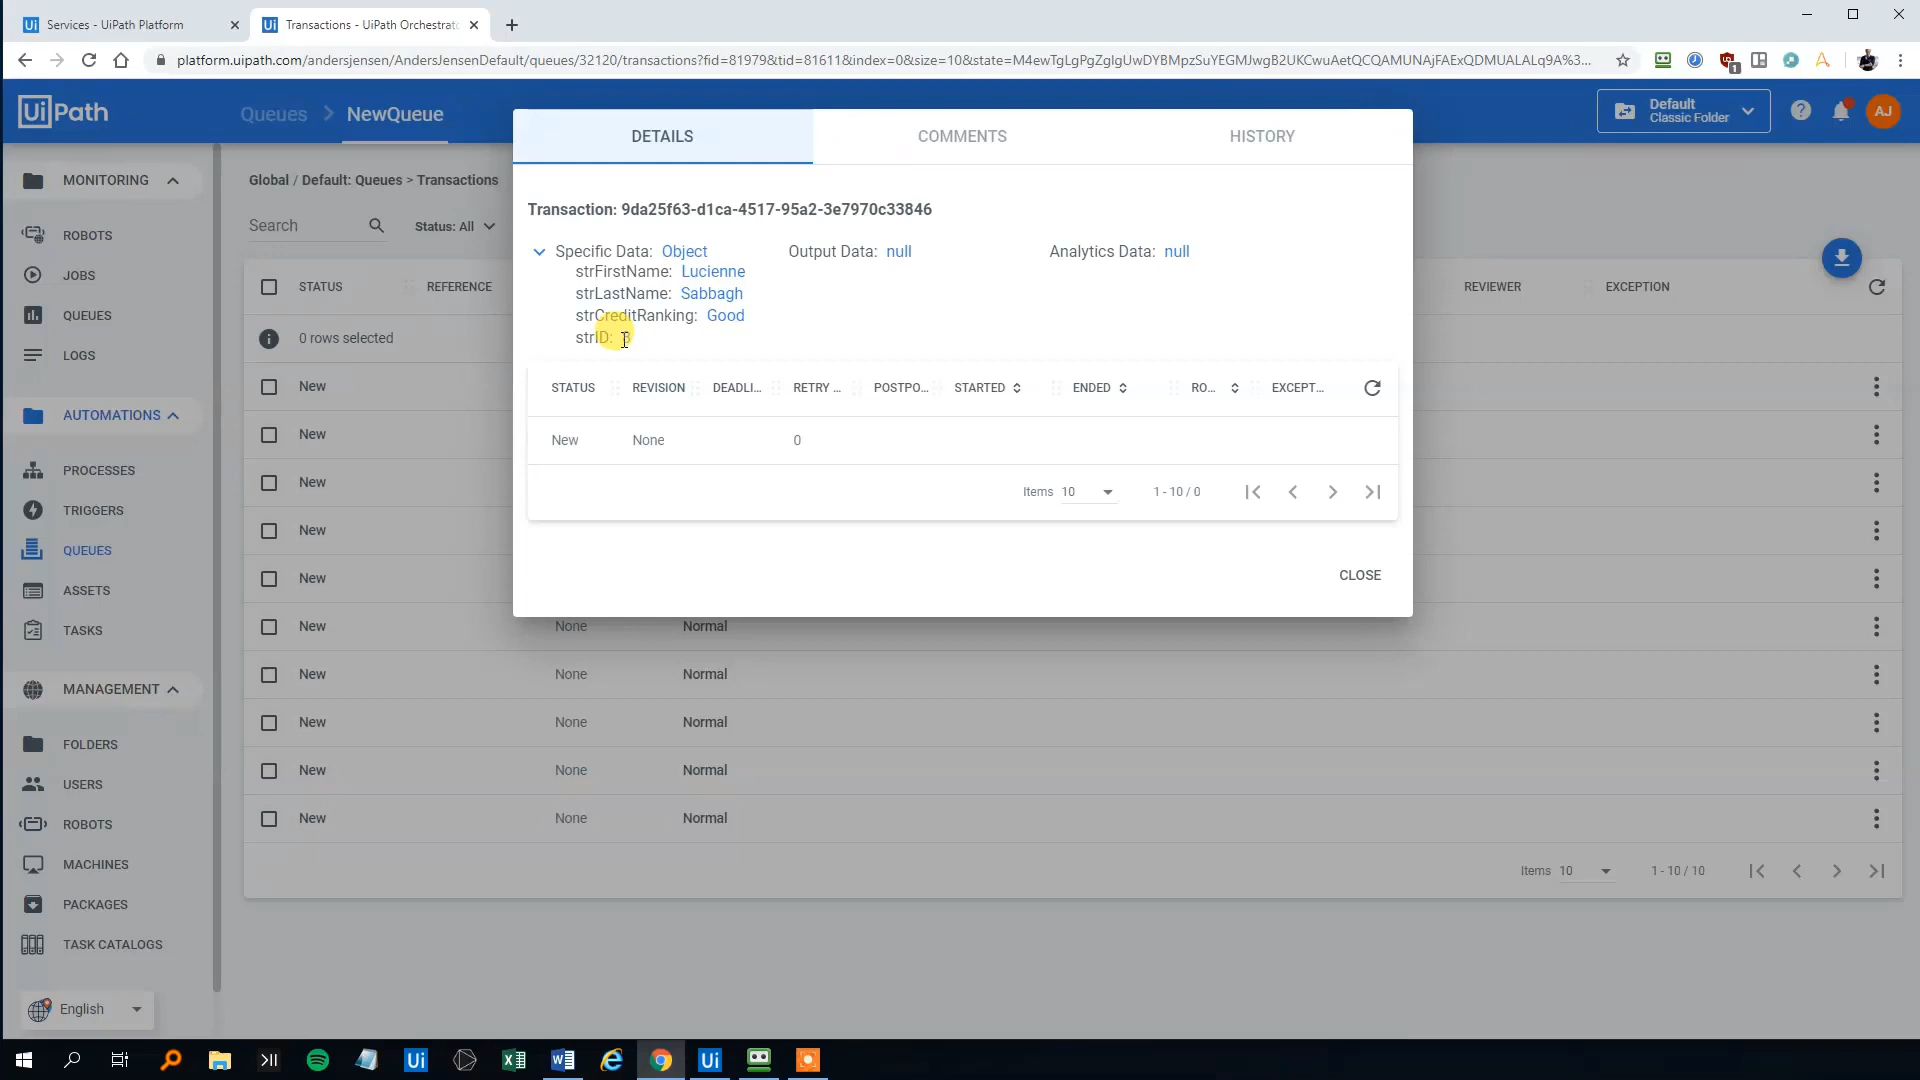 Services - UiPath Platform
Transactions - UiPath Orchestrato
platform.uipath.com/andersjensen/AndersJensenDefault/queues/32120/transactions?fid=81979&tid=81611&index=0&size=10&state=M4ewTgLgPgZglgUwDYBMpzSuYEGMJwgB2UKCwuAetQCQAMUNAjFAExQDMUALALq9A%3...
1
UiPath
Queues
NewQueue
Default
Classic Folder
AJ
MONITORING
ROBOTS
JOBS
QUEUES
LOGS
AUTOMATIONS
PROCESSES
TRIGGERS
QUEUES
ASSETS
TASKS
MANAGEMENT
FOLDERS
USERS
ROBOTS
MACHINES
PACKAGES
TASK CATALOGS
English
Global / Default: Queues > Transactions
Search
Status: All
STATUS
REFERENCE
REVIEWER
EXCEPTION
0 rows selected
New
New
New
New
New
New None Normal
New None Normal
New None Normal
New None Normal
New None Normal
Items 10 1 - 10 / 10
DETAILS
COMMENTS
HISTORY
Transaction: 9da25f63-d1ca-4517-95a2-3e7970c33846
Specific Data: Object Output Data: null Analytics Data: null
strFirstName: Lucienne
strLastName: Sabbagh
strCreditRanking: Good
strID:
STATUS REVISION DEADLI... RETRY ... POSTPO... STARTED ENDED RO... EXCEPT...
New None 0
Items 10 1 - 10 / 0
CLOSE